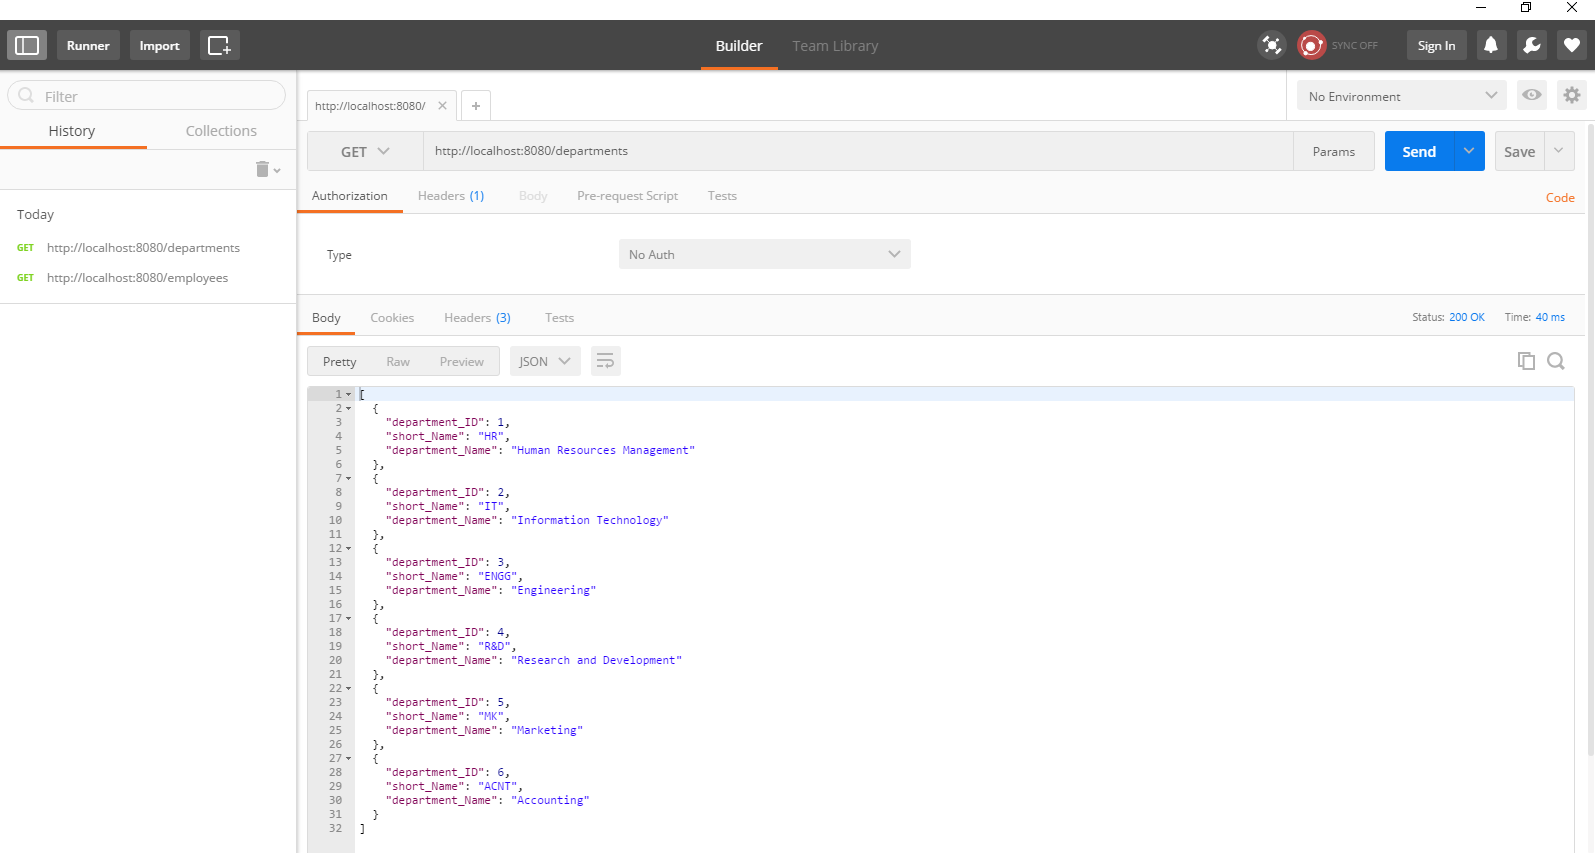 Runner Import Builder Team Library SYNC OFF Sign In
Filter
http://localhost:8080/ No Environment
History Collections
GET http://localhost:8080/departments Params Send Save
Authorization Headers (1) Body Pre-request Script Tests Code
Today
GET http://localhost:8080/departments
GET http://localhost:8080/employees
Type No Auth
Body Cookies Headers (3) Tests Status: 200 OK Time: 40 ms
Pretty Raw Preview JSON
1 [
2 {
3 "department_ID": 1,
4 "short_Name": "HR",
5 "department_Name": "Human Resources Management"
6 },
7 {
8 "department_ID": 2,
9 "short_Name": "IT",
10 "department_Name": "Information Technology"
11 },
12 {
13 "department_ID": 3,
14 "short_Name": "ENGG",
15 "department_Name": "Engineering"
16 },
17 {
18 "department_ID": 4,
19 "short_Name": "R&D",
20 "department_Name": "Research and Development"
21 },
22 {
23 "department_ID": 5,
24 "short_Name": "MK",
25 "department_Name": "Marketing"
26 },
27 {
28 "department_ID": 6,
29 "short_Name": "ACNT",
30 "department_Name": "Accounting"
31 }
32 ]